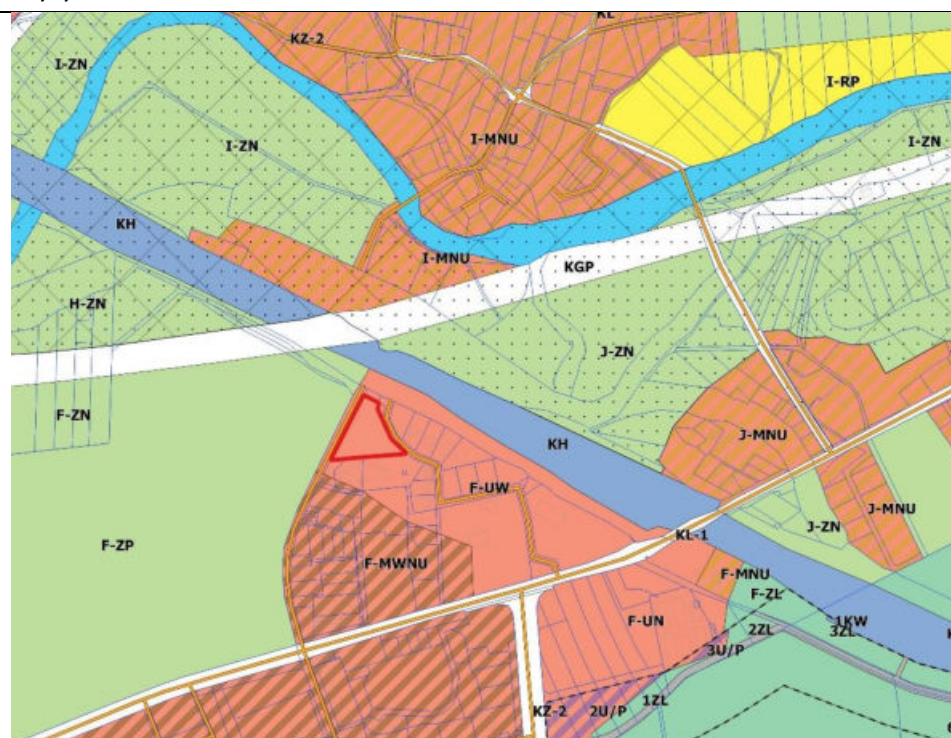 KL
KZ-2
I-ZN
I-RP
I-MNU
I-ZN
I-ZN
KH
I-MNU
KGP
H-ZN
J-ZN
F-ZN
J-MNU
KH
F-UW
J-MNU
J-ZN
KL-1
F-ZP
F-MWNU
F-MNU
F-ZL
F-UN
1KW
2ZL
3ZL
3U/P
1ZL
KZ-2
2U/P